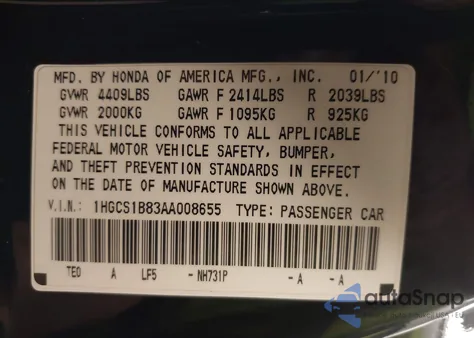 MFD. BY HONDA OF AMERICA MFG., INC. 01/'10
GVWR 4409LBS GAWR F 2414LBS R 2039LBS
GVWR 2000KG GAWR F 1095KG R 925KG
THIS VEHICLE CONFORMS TO ALL APPLICABLE
FEDERAL MOTOR VEHICLE SAFETY, BUMPER,
AND THEFT PREVENTION STANDARDS IN EFFECT
ON THE DATE OF MANUFACTURE SHOWN ABOVE.
V.I.N.: 1HGCS1B83AA008655 TYPE: PASSENGER CAR
TE0 A LF5 - NH731P - A - A
autoSnap